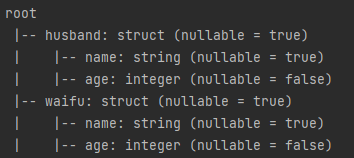 root
 |-- husband: struct (nullable = true)
 |    |-- name: string (nullable = true)
 |    |-- age: integer (nullable = false)
 |-- waifu: struct (nullable = true)
 |    |-- name: string (nullable = true)
 |    |-- age: integer (nullable = false)